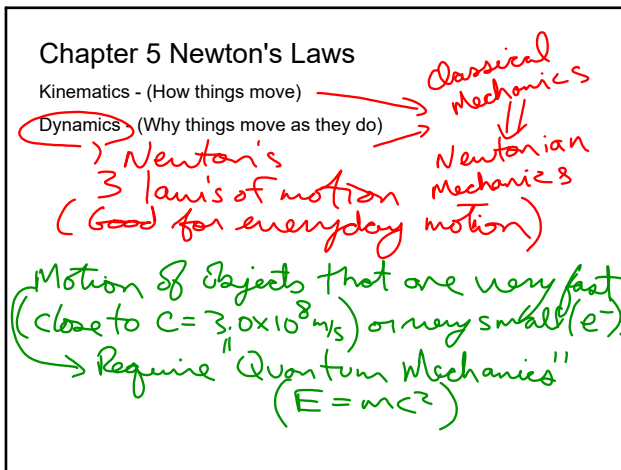 Chapter 5 Newton's Laws
Kinematics - (How things move)
Dynamics - (Why things move as they do)
Classical
Mechanics
Newtonian
Mechanics
Newton's
3 law's of motion
(Good for everyday motion)
Motion of objects that are very fast
(close to C = 3.0x10⁸ m/s) or very small (e⁻).
Require "Quantum Mechanics"
(E = mc²)